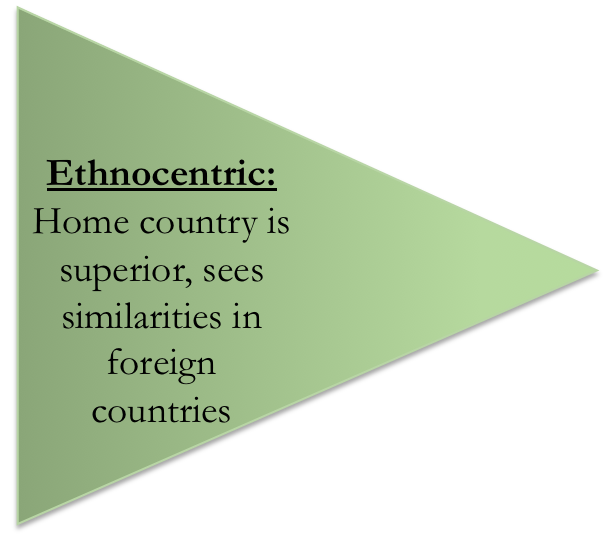 Ethnocentric:
Home country is
superior, sees
similarities in
foreign
countries